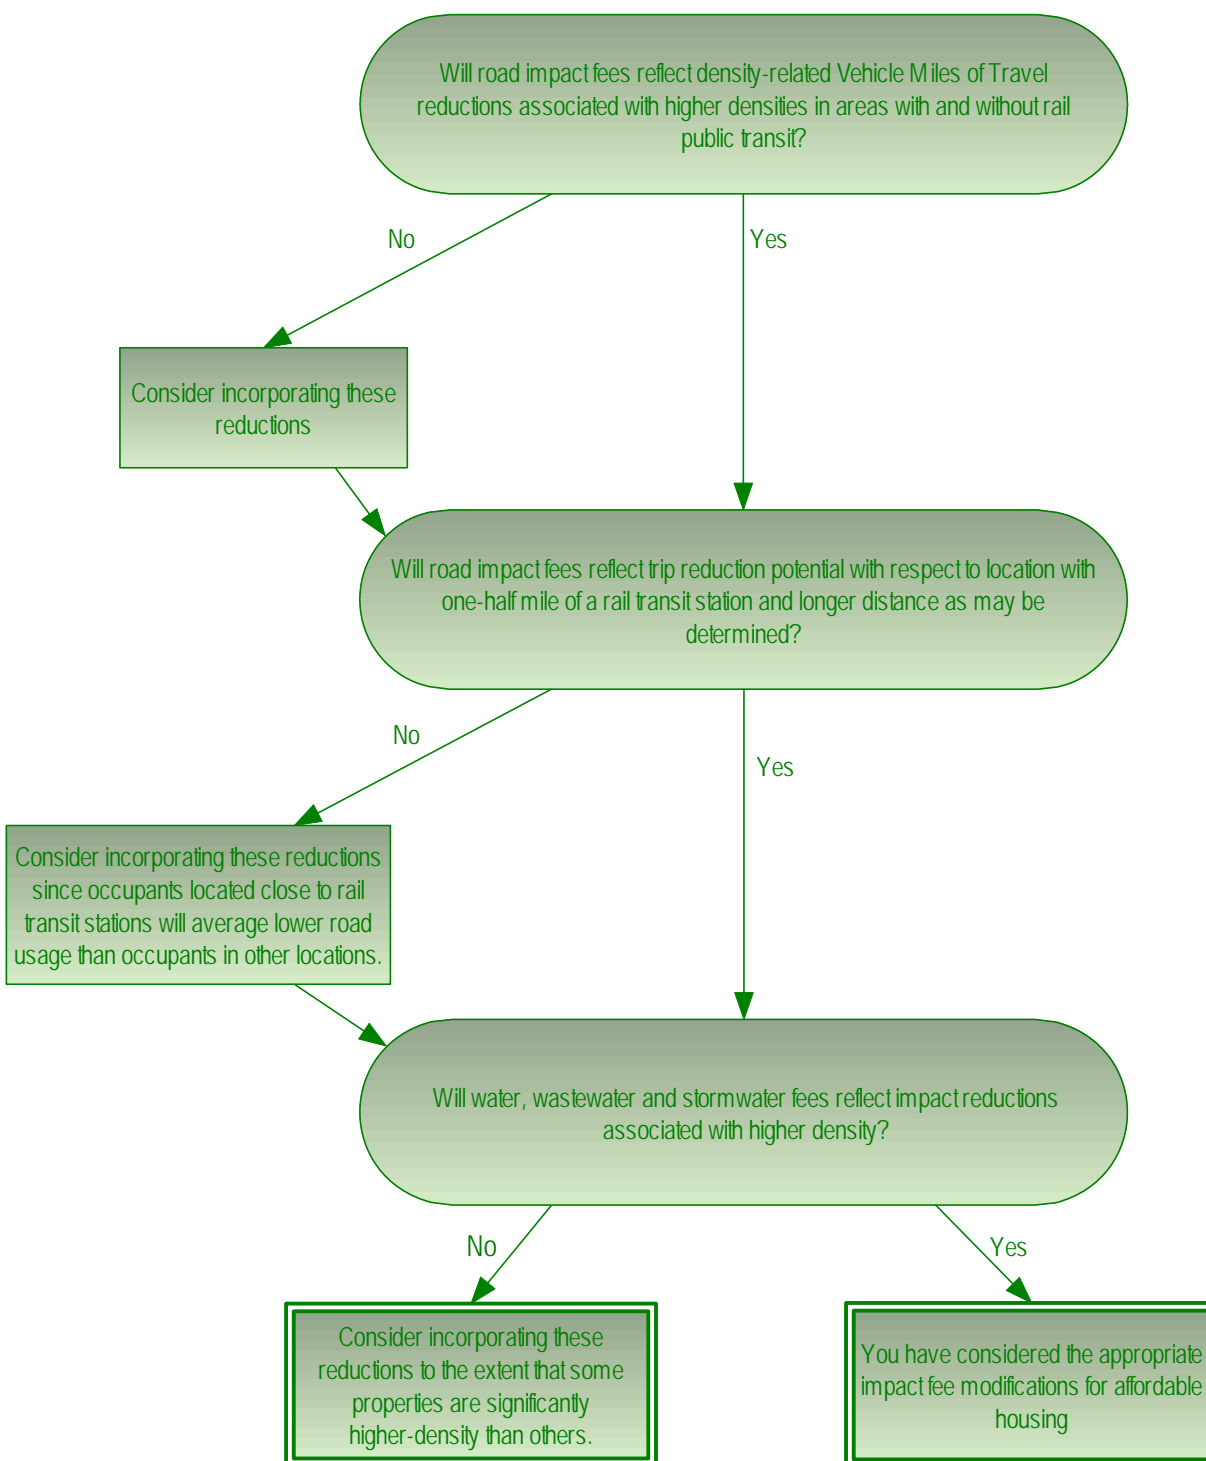 Will road impact fees reflect density-related Vehicle Miles of Travel
reductions associated with higher densities in areas with and without rail
public transit?
No
Yes
Consider incorporating these
reductions
Will road impact fees reflect trip reduction potential with respect to location with
one-half mile of a rail transit station and longer distance as may be
determined?
No
Yes
Consider incorporating these reductions
since occupants located close to rail
transit stations will average lower road
usage than occupants in other locations.
Will water, wastewater and stormwater fees reflect impact reductions
associated with higher density?
No
Yes
Consider incorporating these
reductions to the extent that some
properties are significantly
higher-density than others.
You have considered the appropriate
impact fee modifications for affordable
housing